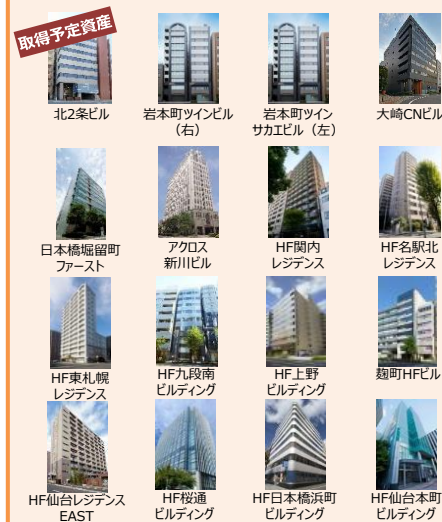 取得予定資産
北2条ビル
岩本町ツインビル
（右）
岩本町ツイン
サカエビル（左）
大崎CNビル
日本橋堀留町
ファースト
アクロス
新川ビル
HF関内
レジデンス
HF名駅北
レジデンス
HF東札幌
レジデンス
HF九段南
ビルディング
HF上野
ビルディング
麹町HFビル
HF仙台レジデンス
EAST
HF桜通
ビルディング
HF日本橋浜町
ビルディング
HF仙台本町
ビルディング